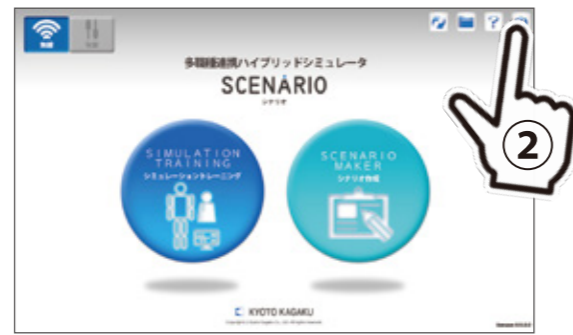 無線
有線
多職種連携ハイブリッドシミュレータ
SCENARIO
シナリオ
SIMULATION
TRAINING
シミュレーショントレーニング
SCENARIO
MAKER
シナリオ作成
?
②
KYOTO KAGAKU